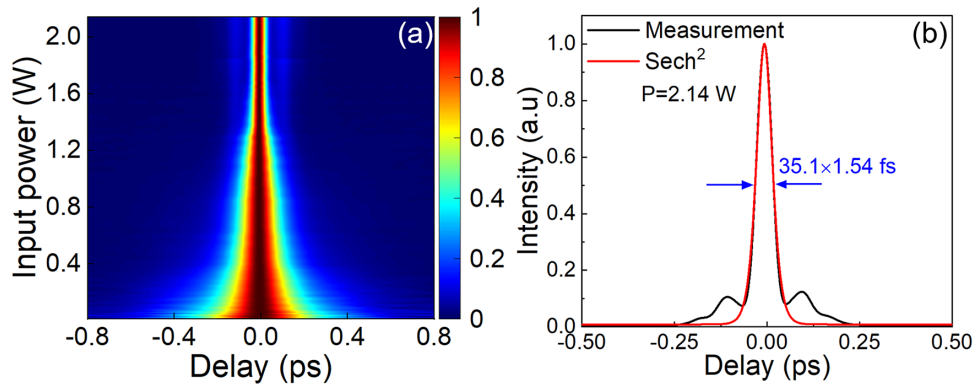 (a)
Input power (W)
2.0
1.6
1.2
0.8
0.4
-0.8
-0.4
0.0
0.4
0.8
Delay (ps)
1
0.8
0.6
0.4
0.2
0
(b)
Measurement
Sech²
P=2.14 W
35.1×1.54 fs
Intensity (a.u)
1.0
0.8
0.6
0.4
0.2
0.0
-0.50
-0.25
0.00
0.25
0.50
Delay (ps)